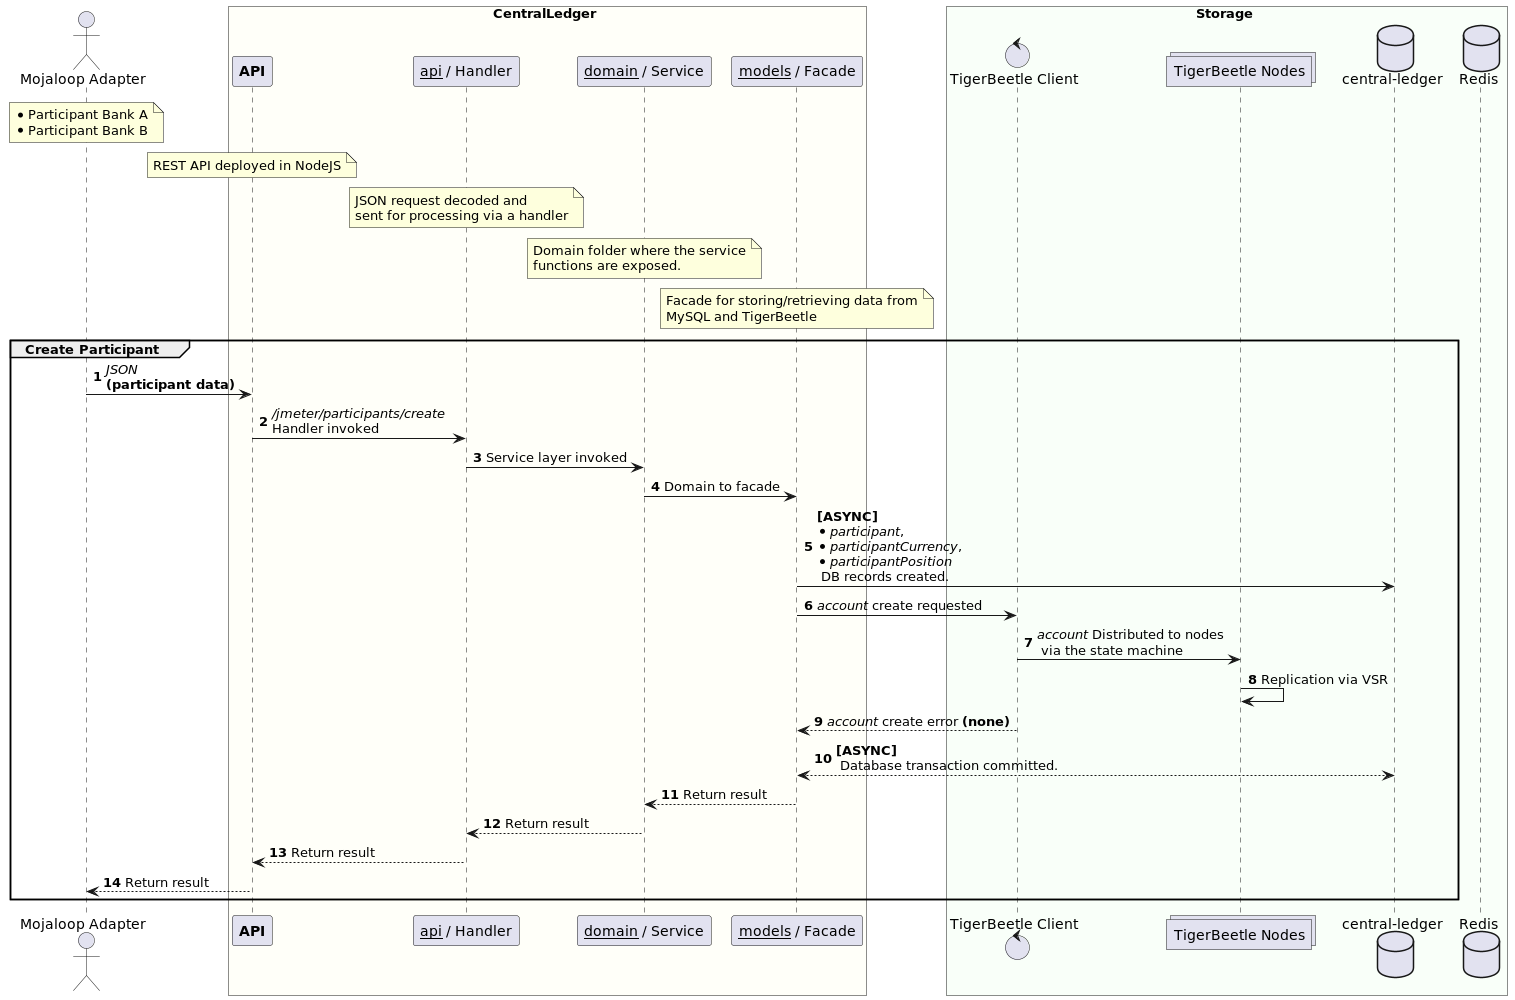 CentralLedger
Storage
Mojaloop Adapter
API
api / Handler
domain / Service
models / Facade
TigerBeetle Client
TigerBeetle Nodes
central-ledger
Redis
• Participant Bank A
• Participant Bank B
REST API deployed in NodeJS
JSON request decoded and
sent for processing via a handler
Domain folder where the service
functions are exposed.
Facade for storing/retrieving data from
MySQL and TigerBeetle
Create Participant
1 JSON
(participant data)
2 /jmeter/participants/create
Handler invoked
3 Service layer invoked
4 Domain to facade
[ASYNC]
• participant,
5 • participantCurrency,
• participantPosition
DB records created.
6 account create requested
7 account Distributed to nodes
via the state machine
8 Replication via VSR
9 account create error (none)
10 [ASYNC]
Database transaction committed.
11 Return result
12 Return result
13 Return result
14 Return result
Mojaloop Adapter
API
api / Handler
domain / Service
models / Facade
TigerBeetle Client
TigerBeetle Nodes
central-ledger
Redis